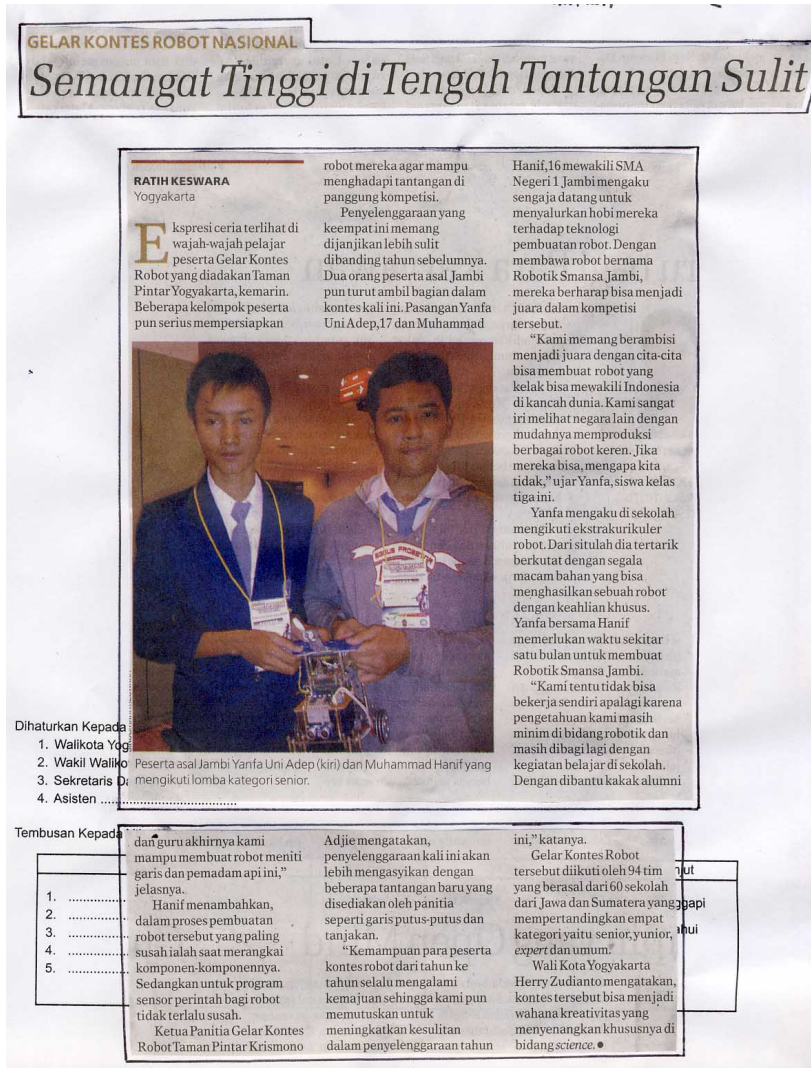 GELAR KONTES ROBOT NASIONAL
Semangat Tinggi di Tengah Tantangan Sulit
RATIH KESWARA
Yogyakarta
Ekspresi ceria terlihat di
wajah-wajah pelajar
peserta Gelar Kontes
Robot yang diadakan Taman
Pintar Yogyakarta, kemarin.
Beberapa kelompok peserta
pun serius mempersiapkan
robot mereka agar mampu
menghadapi tantangan di
panggung kompetisi.
Penyelenggaraan yang
keempat ini memang
dijanjikan lebih sulit
dibanding tahun sebelumnya.
Dua orang peserta asal Jambi
pun turut ambil bagian dalam
kontes kali ini. Pasangan Yanfa
Uni Adep,17 dan Muhammad
Hanif,16 mewakili SMA
Negeri 1 Jambi mengaku
sengaja datang untuk
menyalurkan hobi mereka
terhadap teknologi
pembuatan robot. Dengan
membawa robot bernama
Robotik Smansa Jambi,
mereka berharap bisa menjadi
juara dalam kompetisi
tersebut.
“Kami memang berambisi
menjadi juara dengan cita-cita
bisa membuat robot yang
kelak bisa mewakili Indonesia
di kancah dunia. Kami sangat
iri melihat negara lain dengan
mudahnya memproduksi
berbagai robot keren. Jika
mereka bisa, mengapa kita
tidak,” ujar Yanfa, siswa kelas
tiga ini.
Yanfa mengaku di sekolah
mengikuti ekstrakurikuler
robot. Dari situlah dia tertarik
berkutat dengan segala
macam bahan yang bisa
menghasilkan sebuah robot
dengan keahlian khusus.
Yanfa bersama Hanif
memerlukan waktu sekitar
satu bulan untuk membuat
Robotik Smansa Jambi.
“Kami tentu tidak bisa
bekerja sendiri apalagi karena
pengetahuan kami masih
minim di bidang robotik dan
masih dibagi lagi dengan
kegiatan belajar di sekolah.
Dengan dibantu kakak alumni
Peserta asal Jambi Yanfa Uni Adep (kiri) dan Muhammad Hanif yang
mengikuti lomba kategori senior.
Dihaturkan Kepada
1. Walikota Yog
2. Wakil Waliko
3. Sekretaris Da
4. Asisten ....................................
Tembusan Kepada
1. ..................
2. ..................
3. ..................
4. ..................
5. ..................
dan guru akhirnya kami
mampu membuat robot meniti
garis dan pemadam api ini,”
jelasnya.
Hanif menambahkan,
dalam proses pembuatan
robot tersebut yang paling
susah ialah saat merangkai
komponen-komponennya.
Sedangkan untuk program
sensor perintah bagi robot
tidak terlalu susah.
Ketua Panitia Gelar Kontes
Robot Taman Pintar Krismono
Adjie mengatakan,
penyelenggaraan kali ini akan
lebih mengasyikan dengan
beberapa tantangan baru yang
disediakan oleh panitia
seperti garis putus-putus dan
tanjakan.
“Kemampuan para peserta
kontes robot dari tahun ke
tahun selalu mengalami
kemajuan sehingga kami pun
memutuskan untuk
meningkatkan kesulitan
dalam penyelenggaraan tahun
ini,” katanya.
Gelar Kontes Robot
tersebut diikuti oleh 94 tim
yang berasal dari 60 sekolah
dari Jawa dan Sumatera yang
mempertandingkan empat
kategori yaitu senior, yunior,
expert dan umum.
Wali Kota Yogyakarta
Herry Zudianto mengatakan,
kontes tersebut bisa menjadi
wahana kreativitas yang
menyenangkan khususnya di
bidang science. ●